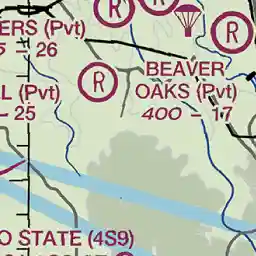 ERS (Pvt)
5 - 26
R
R
R
BEAVER
OAKS (Pvt)
400 - 17
L (Pvt)
- 25
O STATE (4S9)